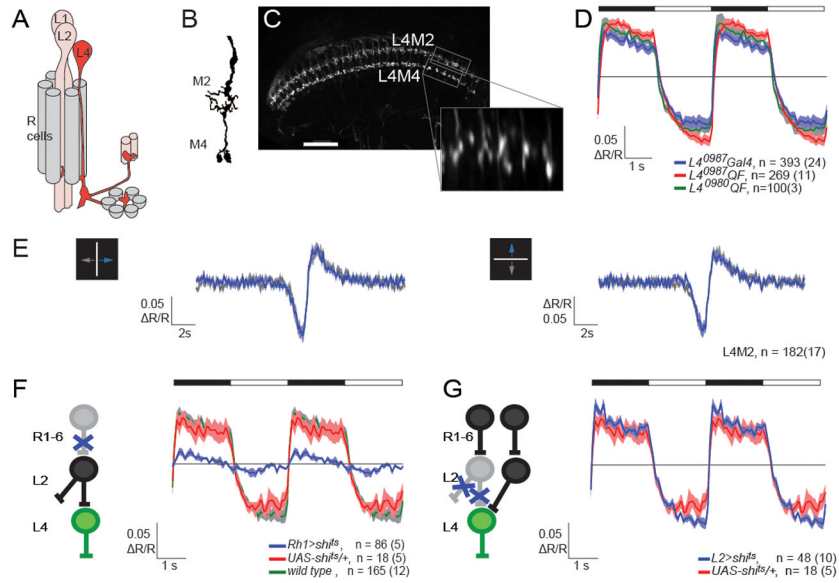 A
L1
L2
L4
R
cells
B
M2
M4
C
L4M2
L4M4
D
0.05
ΔR/R
1 s
L4⁰⁹⁸⁷Gal4, n = 393 (24)
L4⁰⁹⁸⁷QF, n = 269 (11)
L4⁰⁹⁸⁰QF, n=100(3)
E
0.05
ΔR/R
2s
ΔR/R
0.05
2s
L4M2, n = 182(17)
F
R1-6
L2
L4
0.05
ΔR/R
1 s
Rh1>shiᵗˢ, n = 86 (5)
UAS-shiᵗˢ/+, n = 18 (5)
wild type , n = 165 (12)
G
R1-6
L2
L4
0.05
ΔR/R
1 s
L2>shiᵗˢ, n = 48 (10)
UAS-shiᵗˢ/+, n = 18 (5)